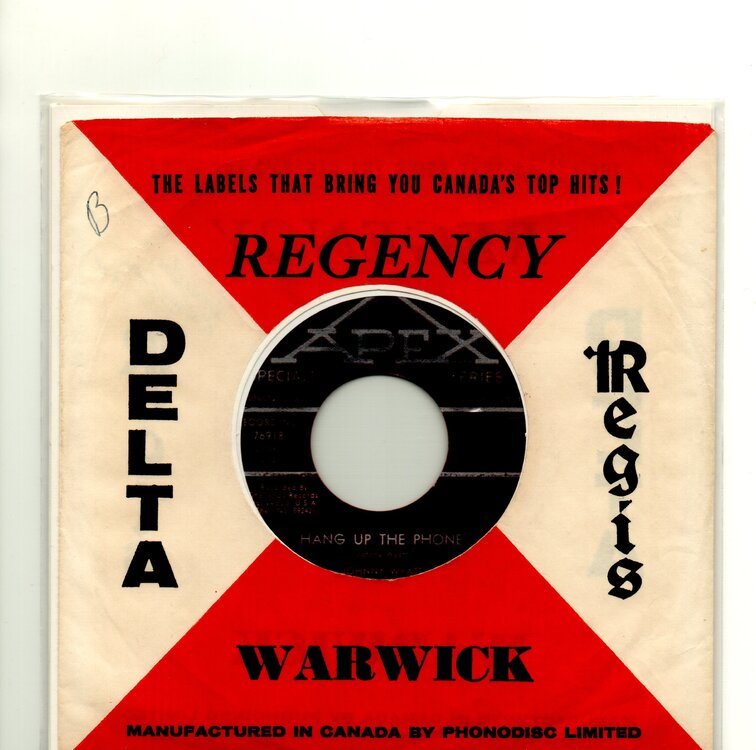 THE LABELS THAT BRING YOU CANADA'S TOP HITS!
B
REGENCY
DELTA
Regis
APEX
76918
HANG UP THE PHONE
WARWICK
MANUFACTURED IN CANADA BY PHONODISC LIMITED